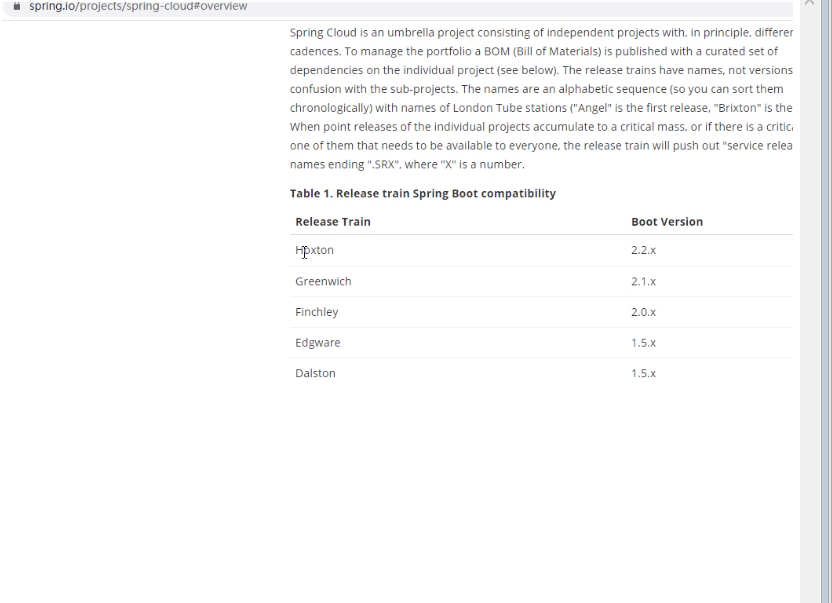 spring.io/projects/spring-cloud#overview
Spring Cloud is an umbrella project consisting of independent projects with, in principle, differen
cadences. To manage the portfolio a BOM (Bill of Materials) is published with a curated set of
dependencies on the individual project (see below). The release trains have names, not versions
confusion with the sub-projects. The names are an alphabetic sequence (so you can sort them
chronologically) with names of London Tube stations ("Angel" is the first release, "Brixton" is the
When point releases of the individual projects accumulate to a critical mass, or if there is a critica
one of them that needs to be available to everyone, the release train will push out "service relea
names ending ".SRX", where "X" is a number.
Table 1. Release train Spring Boot compatibility
Release Train Boot Version
Hoxton 2.2.x
Greenwich 2.1.x
Finchley 2.0.x
Edgware 1.5.x
Dalston 1.5.x